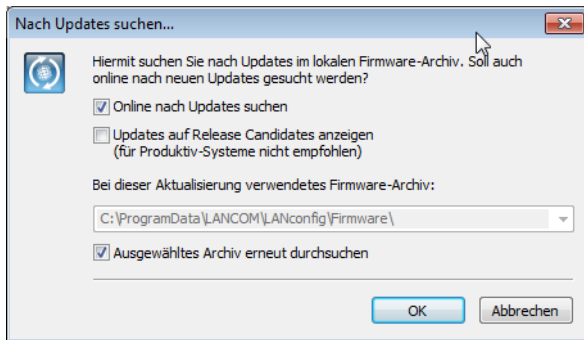 Nach Updates suchen...
Hiermit suchen Sie nach Updates im lokalen Firmware-Archiv. Soll auch
online nach neuen Updates gesucht werden?
Online nach Updates suchen
Updates auf Release Candidates anzeigen
(für Produktiv-Systeme nicht empfohlen)
Bei dieser Aktualisierung verwendetes Firmware-Archiv:
C:\ProgramData\LANCOM\LANconfig\Firmware\
Ausgewähltes Archiv erneut durchsuchen
OK Abbrechen